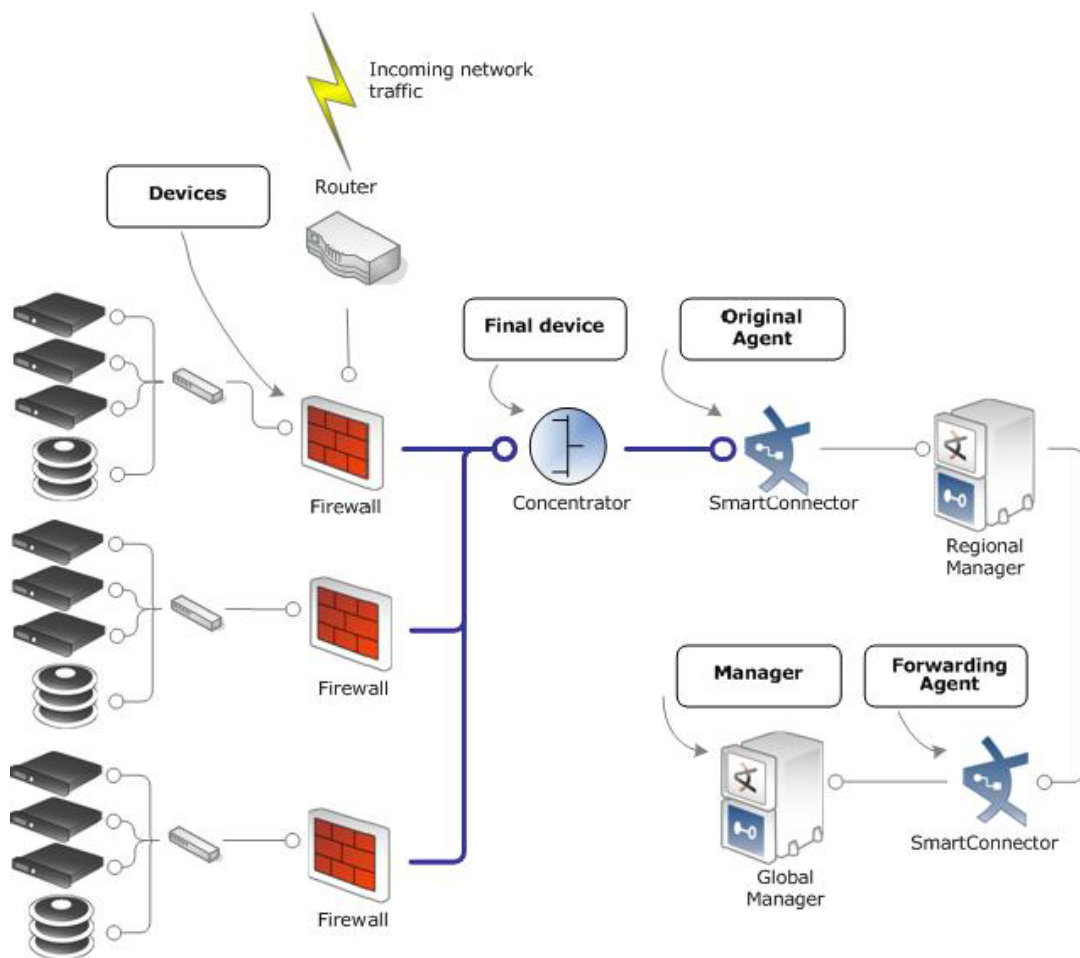 Incoming network
traffic
Devices
Router
Final device
Original
Agent
Firewall
Concentrator
SmartConnector
Regional
Manager
Firewall
Manager
Forwarding
Agent
SmartConnector
Global
Manager
Firewall